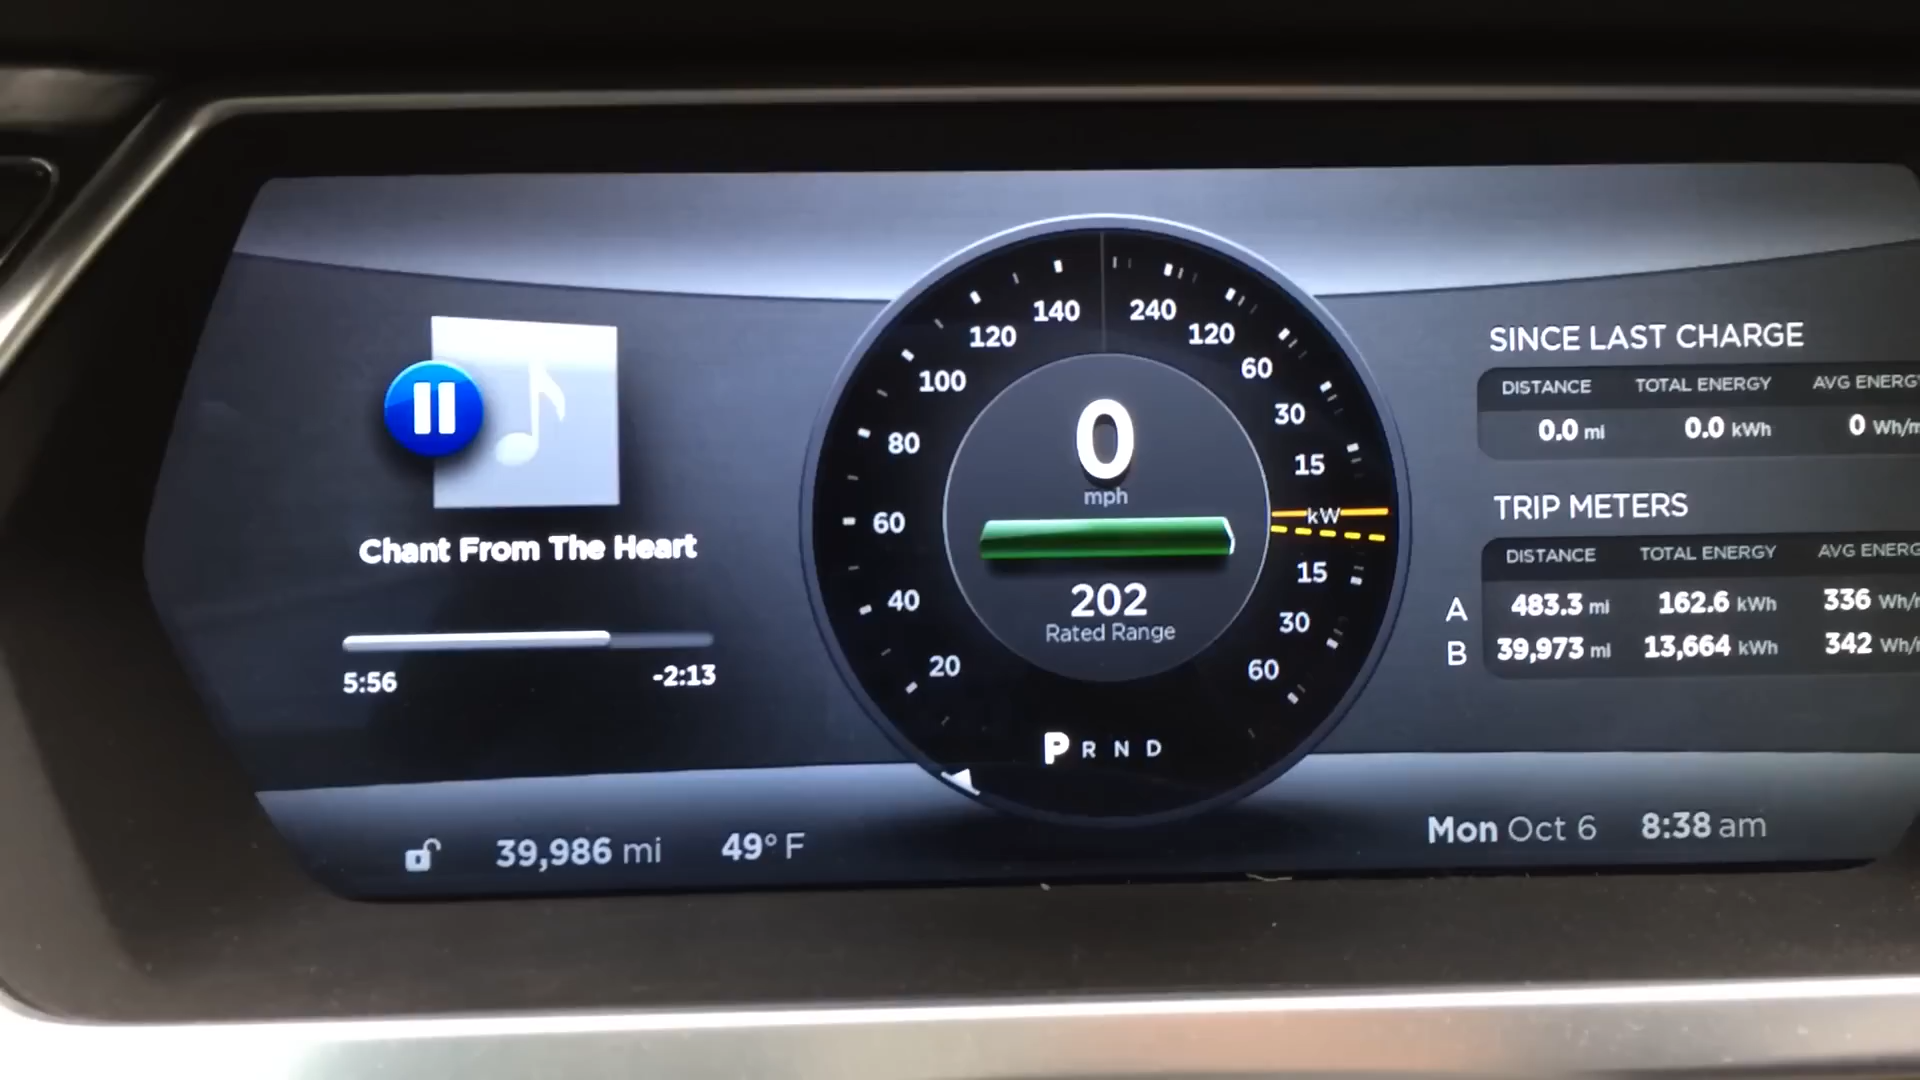 Chant From The Heart
5:56 -2:13
140 240
120 120
100 60
80 30
15
60 kW
15
40 30
20 60
0
mph
202
Rated Range
P R N D
SINCE LAST CHARGE
DISTANCE TOTAL ENERGY AVG
0.0 mi 0.0 kWh 0
TRIP METERS
DISTANCE TOTAL ENERGY AVG
A 483.3 mi 162.6 kWh 336
B 39,973 mi 13,664 kWh 342
39,986 mi 49° F
Mon Oct 6 8:38 am